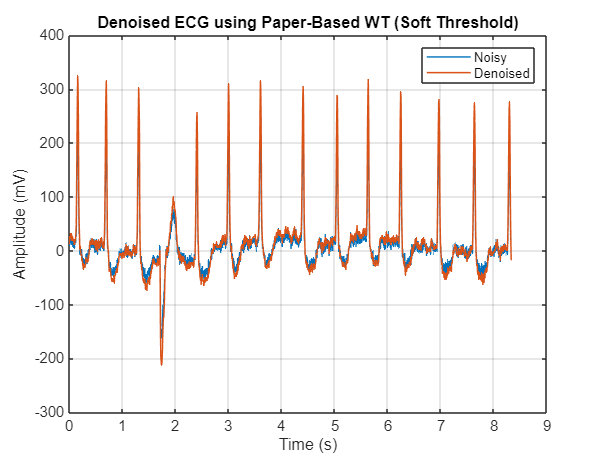 Denoised ECG using Paper-Based WT (Soft Threshold)
Noisy
Denoised
400
300
200
100
0
-100
-200
-300
Amplitude (mV)
0 1 2 3 4 5 6 7 8 9
Time (s)